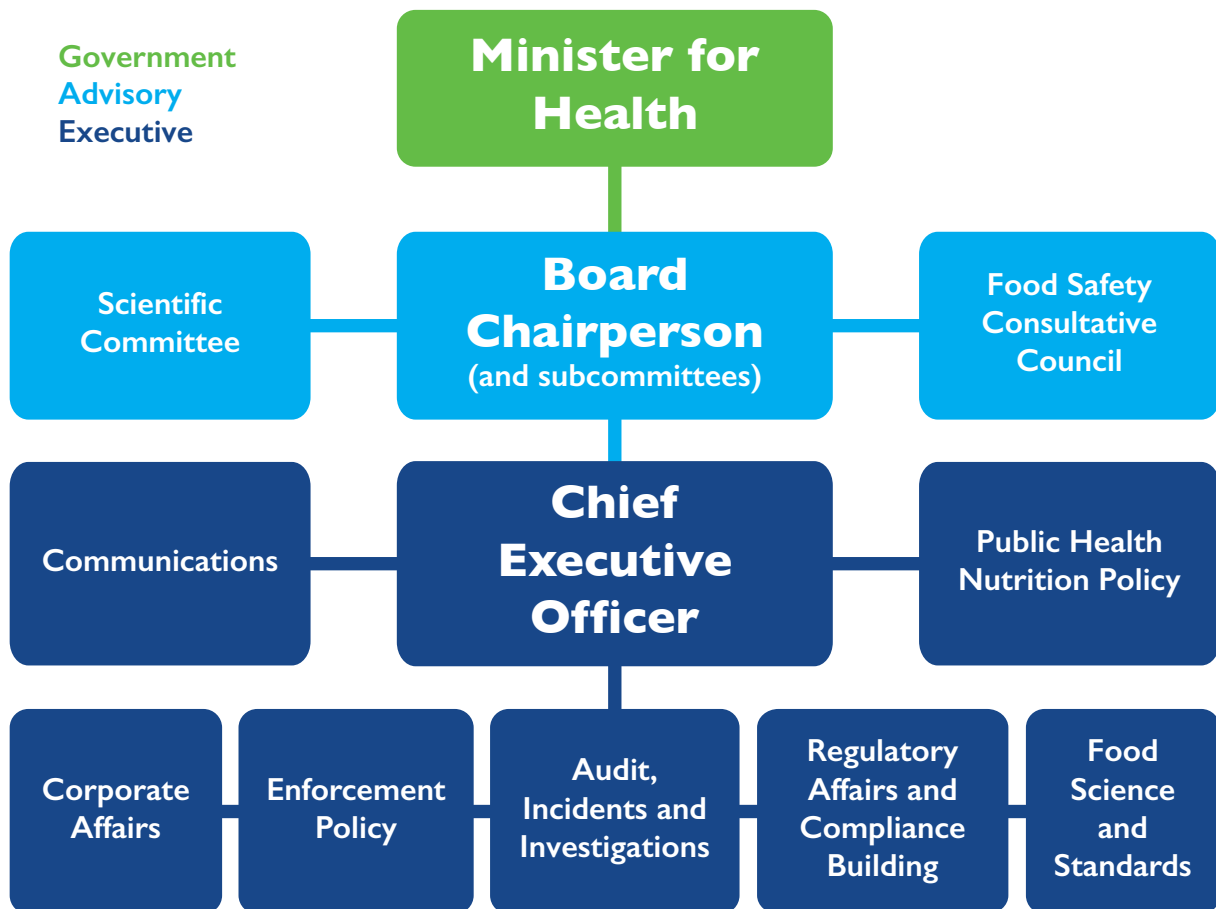 Government
Advisory
Executive
Minister for
Health
Scientific
Committee
Board
Chairperson
(and subcommittees)
Food Safety
Consultative
Council
Communications
Chief
Executive
Officer
Public Health
Nutrition Policy
Corporate
Affairs
Enforcement
Policy
Audit,
Incidents and
Investigations
Regulatory
Affairs and
Compliance
Building
Food
Science
and
Standards